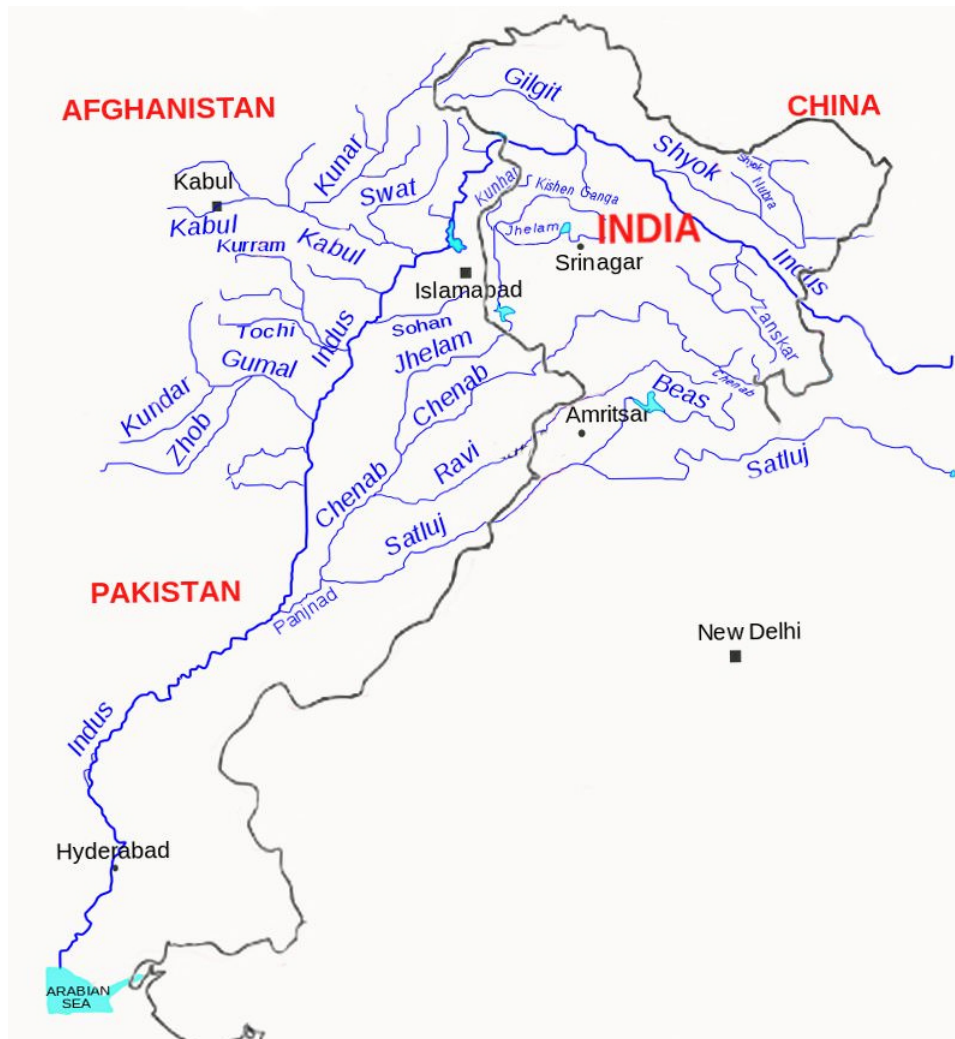 Gilgit
AFGHANISTAN
CHINA
Kunar
Shyok
Shyok
Nubra
Kabul
Swat
Kunhar
Kishen Ganga
Kabul
Kabul
Kurram
Jhelam
INDIA
Srinagar
Indus
Islamabad
Indus
Tochi
Sohan
Zanskar
Gumal
Jhelam
Chenab
Chenab
Kundar
Zhob
Beas
Amritsar
Ravi
Chenab
Satluj
Satluj
PAKISTAN
Panjnad
New Delhi
Indus
Hyderabad
ARABIAN
SEA